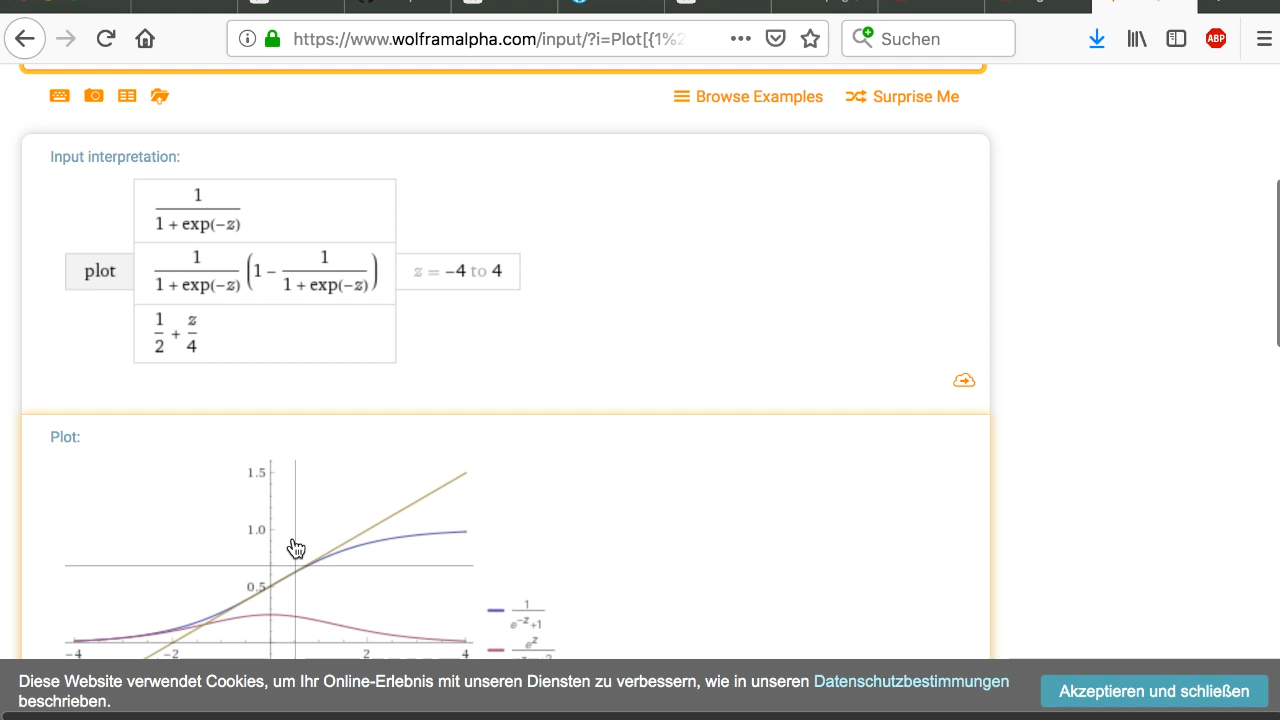 https://www.wolframalpha.com/input/?i=Plot[{1%2
Suchen
ABP
Browse Examples
Surprise Me
Input interpretation:
plot
1
1 + exp(−z)
1
1 + exp(−z)
(1 −
1
1 + exp(−z)
)
1
2
+
z
4
z = −4 to 4
Plot:
1.5
1.0
0.5
−4
−2
2
4
1
e^−z+1
e^z
Diese Website verwendet Cookies, um Ihr Online-Erlebnis mit unseren Diensten zu verbessern, wie in unseren Datenschutzbestimmungen
beschrieben.
Akzeptieren und schließen